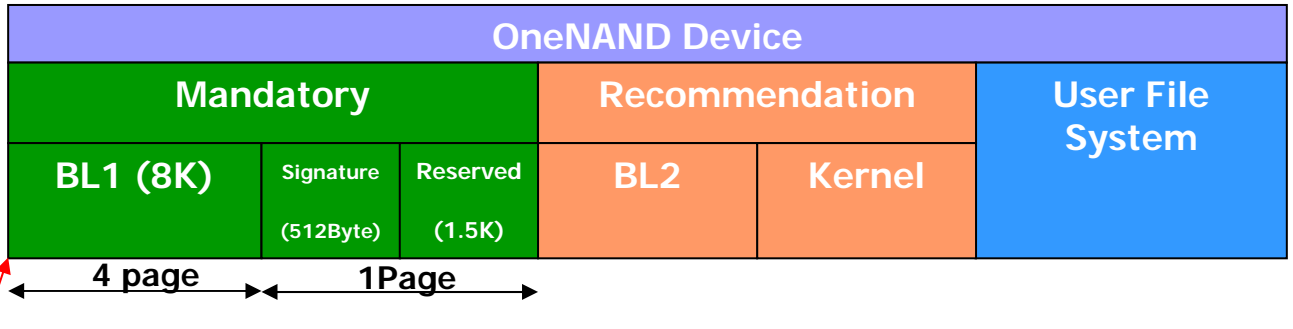 OneNAND Device
Mandatory
Recommendation
User File
System
BL1 (8K)
Signature
(512Byte)
Reserved
(1.5K)
BL2
Kernel
4 page
1Page